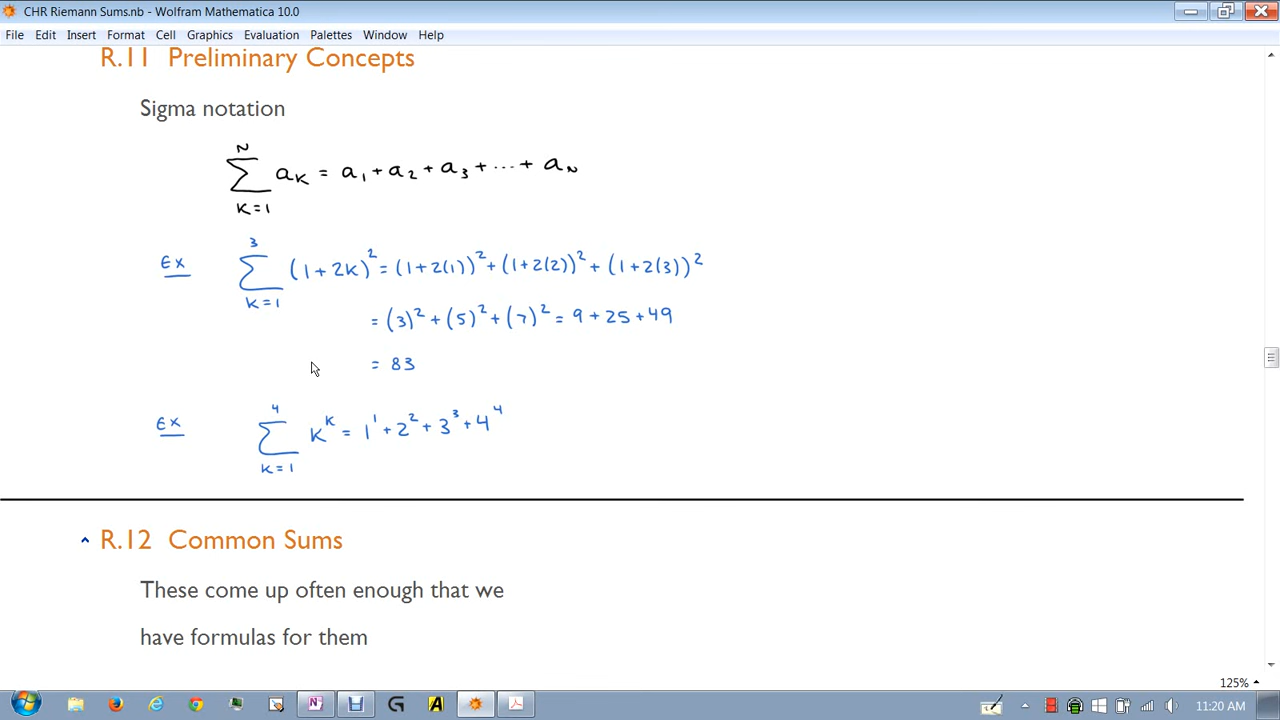 CHR Riemann Sums.nb - Wolfram Mathematica 10.0
File Edit Insert Format Cell Graphics Evaluation Palettes Window Help
R.11 Preliminary Concepts
Sigma notation
∑_{K=1}^{N} a_K = a_1 + a_2 + a_3 + ... + a_N
EX ∑_{K=1}^{3} (1+2K)^2 = (1+2(1))^2 + (1+2(2))^2 + (1+2(3))^2
= (3)^2 + (5)^2 + (7)^2 = 9 + 25 + 49
= 83
EX ∑_{K=1}^{4} K^K = 1^1 + 2^2 + 3^3 + 4^4
R.12 Common Sums
These come up often enough that we
have formulas for them
125%
11:20 AM